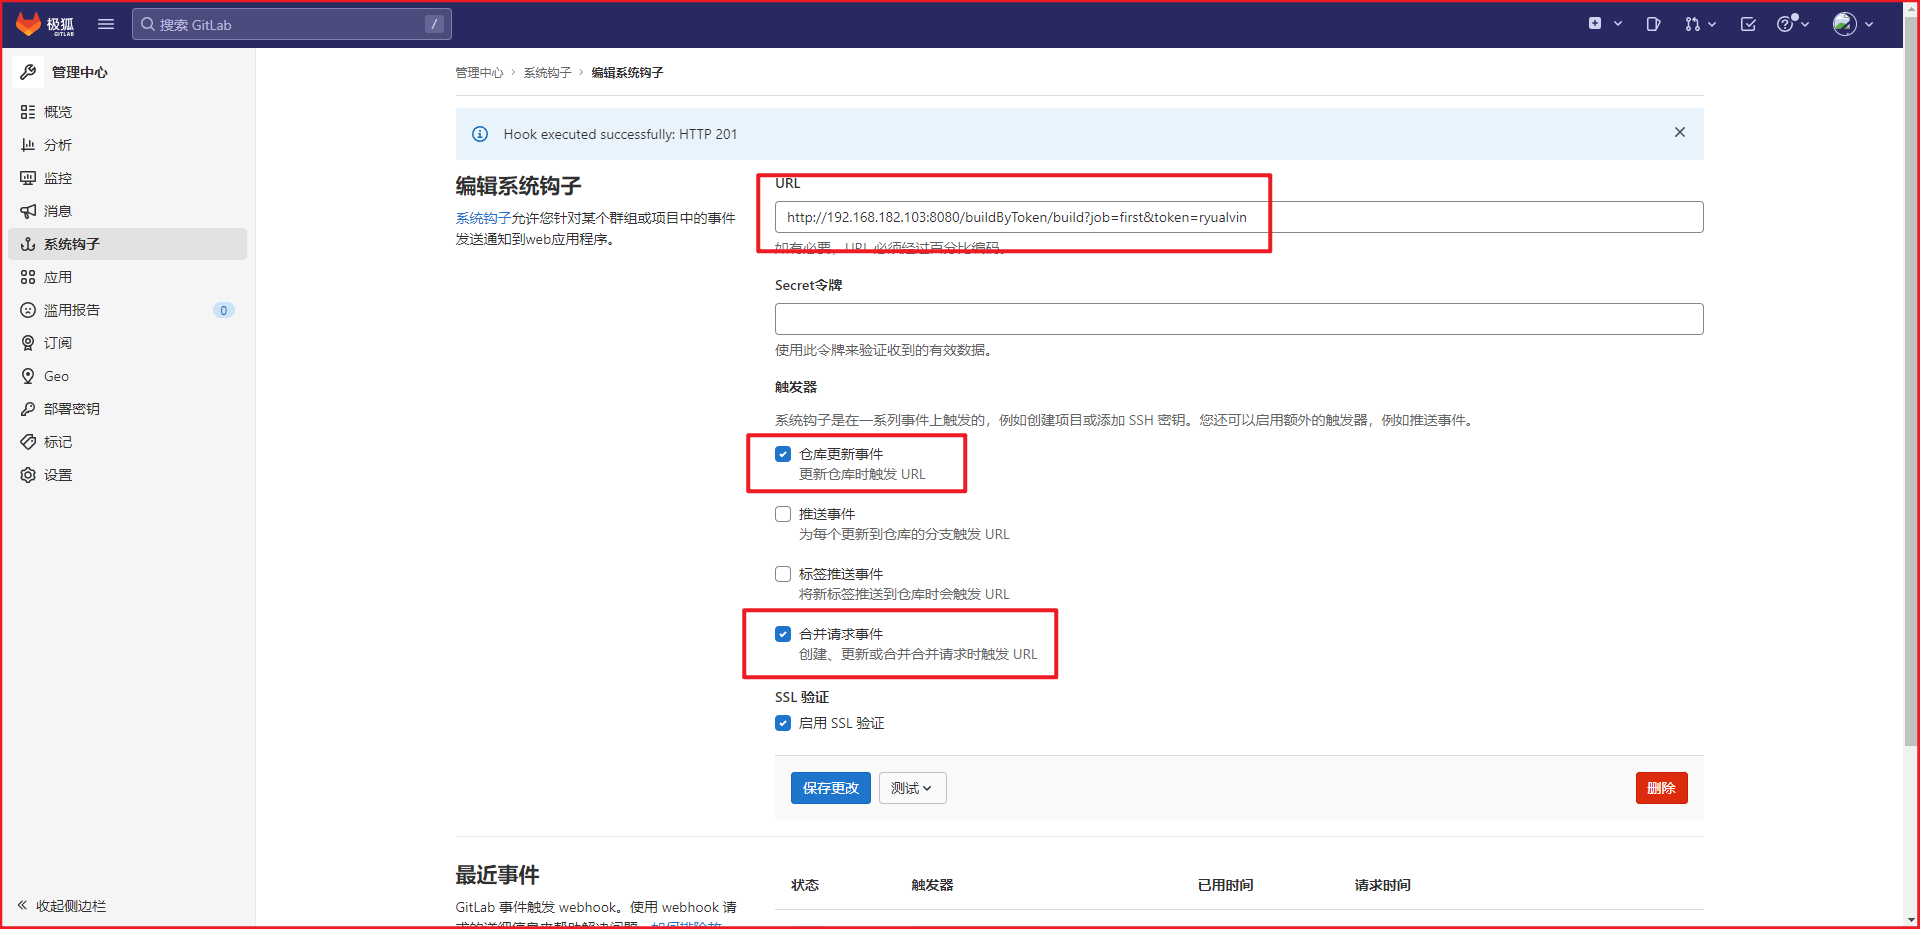 极狐
GITLAB
搜索 GitLab
/
管理中心
概览
分析
监控
消息
系统钩子
应用
滥用报告
0
订阅
Geo
部署密钥
标记
设置
收起侧边栏
管理中心 › 系统钩子 › 编辑系统钩子
Hook executed successfully: HTTP 201
编辑系统钩子
系统钩子允许您针对某个群组或项目中的事件
发送通知到web应用程序。
URL
http://192.168.182.103:8080/buildByToken/build?job=first&token=ryualvin
如有必要，URL 必须经过百分比编码。
Secret令牌
使用此令牌来验证收到的有效数据。
触发器
系统钩子是在一系列事件上触发的，例如创建项目或添加 SSH 密钥。您还可以启用额外的触发器，例如推送事件。
仓库更新事件
更新仓库时触发 URL
推送事件
为每个更新到仓库的分支触发 URL
标签推送事件
将新标签推送到仓库时会触发 URL
合并请求事件
创建、更新或合并合并请求时触发 URL
SSL 验证
启用 SSL 验证
保存更改
测试
删除
最近事件
GitLab 事件触发 webhook。使用 webhook 请
求的详细信息来帮助解决问题。如何排除故
状态
触发器
已用时间
请求时间